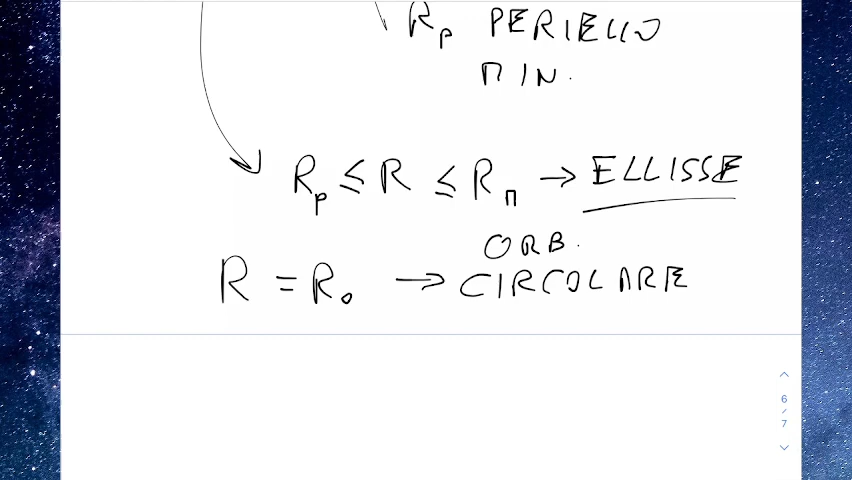 Rp PERIELIO
MIN.
Rp ≤ R ≤ RM → ELLISSE
ORB.
R = R0 → CIRCOLARE
6
/
7